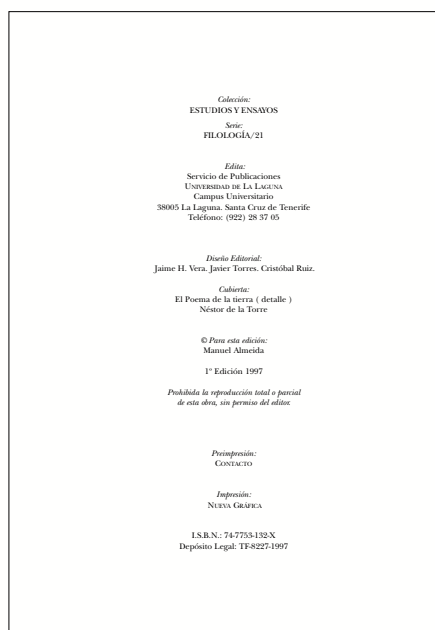 Colección:
ESTUDIOS Y ENSAYOS
Serie:
FILOLOGÍA/21
Edita:
Servicio de Publicaciones
UNIVERSIDAD DE LA LAGUNA
Campus Universitario
38005 La Laguna. Santa Cruz de Tenerife
Teléfono: (922) 28 37 05
Diseño Editorial:
Jaime H. Vera. Javier Torres. Cristóbal Ruiz.
Cubierta:
El Poema de la tierra ( detalle )
Néstor de la Torre
© Para esta edición:
Manuel Almeida
1ª Edición 1997
Prohibida la reproducción total o parcial
de esta obra, sin permiso del editor.
Preimpresión:
CONTACTO
Impresión:
NUEVA GRÁFICA
I.S.B.N.: 74-7753-132-X
Depósito Legal: TF-8227-1997